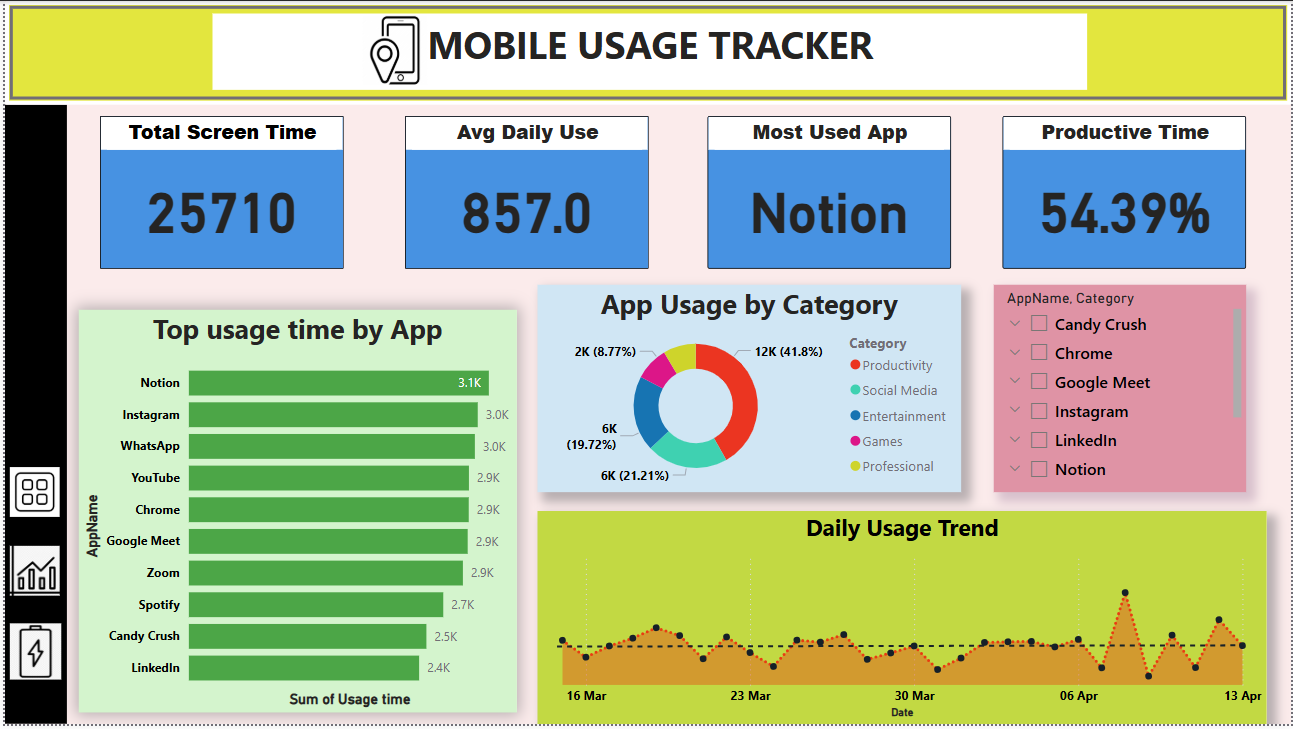 MOBILE USAGE TRACKER
Total Screen Time
25710
Avg Daily Use
857.0
Most Used App
Notion
Productive Time
54.39%
Top usage time by App
AppName
Notion 3.1K
Instagram 3.0K
WhatsApp 3.0K
YouTube 2.9K
Chrome 2.9K
Google Meet 2.9K
Zoom 2.9K
Spotify 2.7K
Candy Crush 2.5K
LinkedIn 2.4K
Sum of Usage time
App Usage by Category
2K (8.77%)
12K (41.8%)
6K
(19.72%)
6K (21.21%)
Category
Productivity
Social Media
Entertainment
Games
Professional
AppName, Category
Candy Crush
Chrome
Google Meet
Instagram
LinkedIn
Notion
Daily Usage Trend
16 Mar 23 Mar 30 Mar 06 Apr 13 Apr
Date